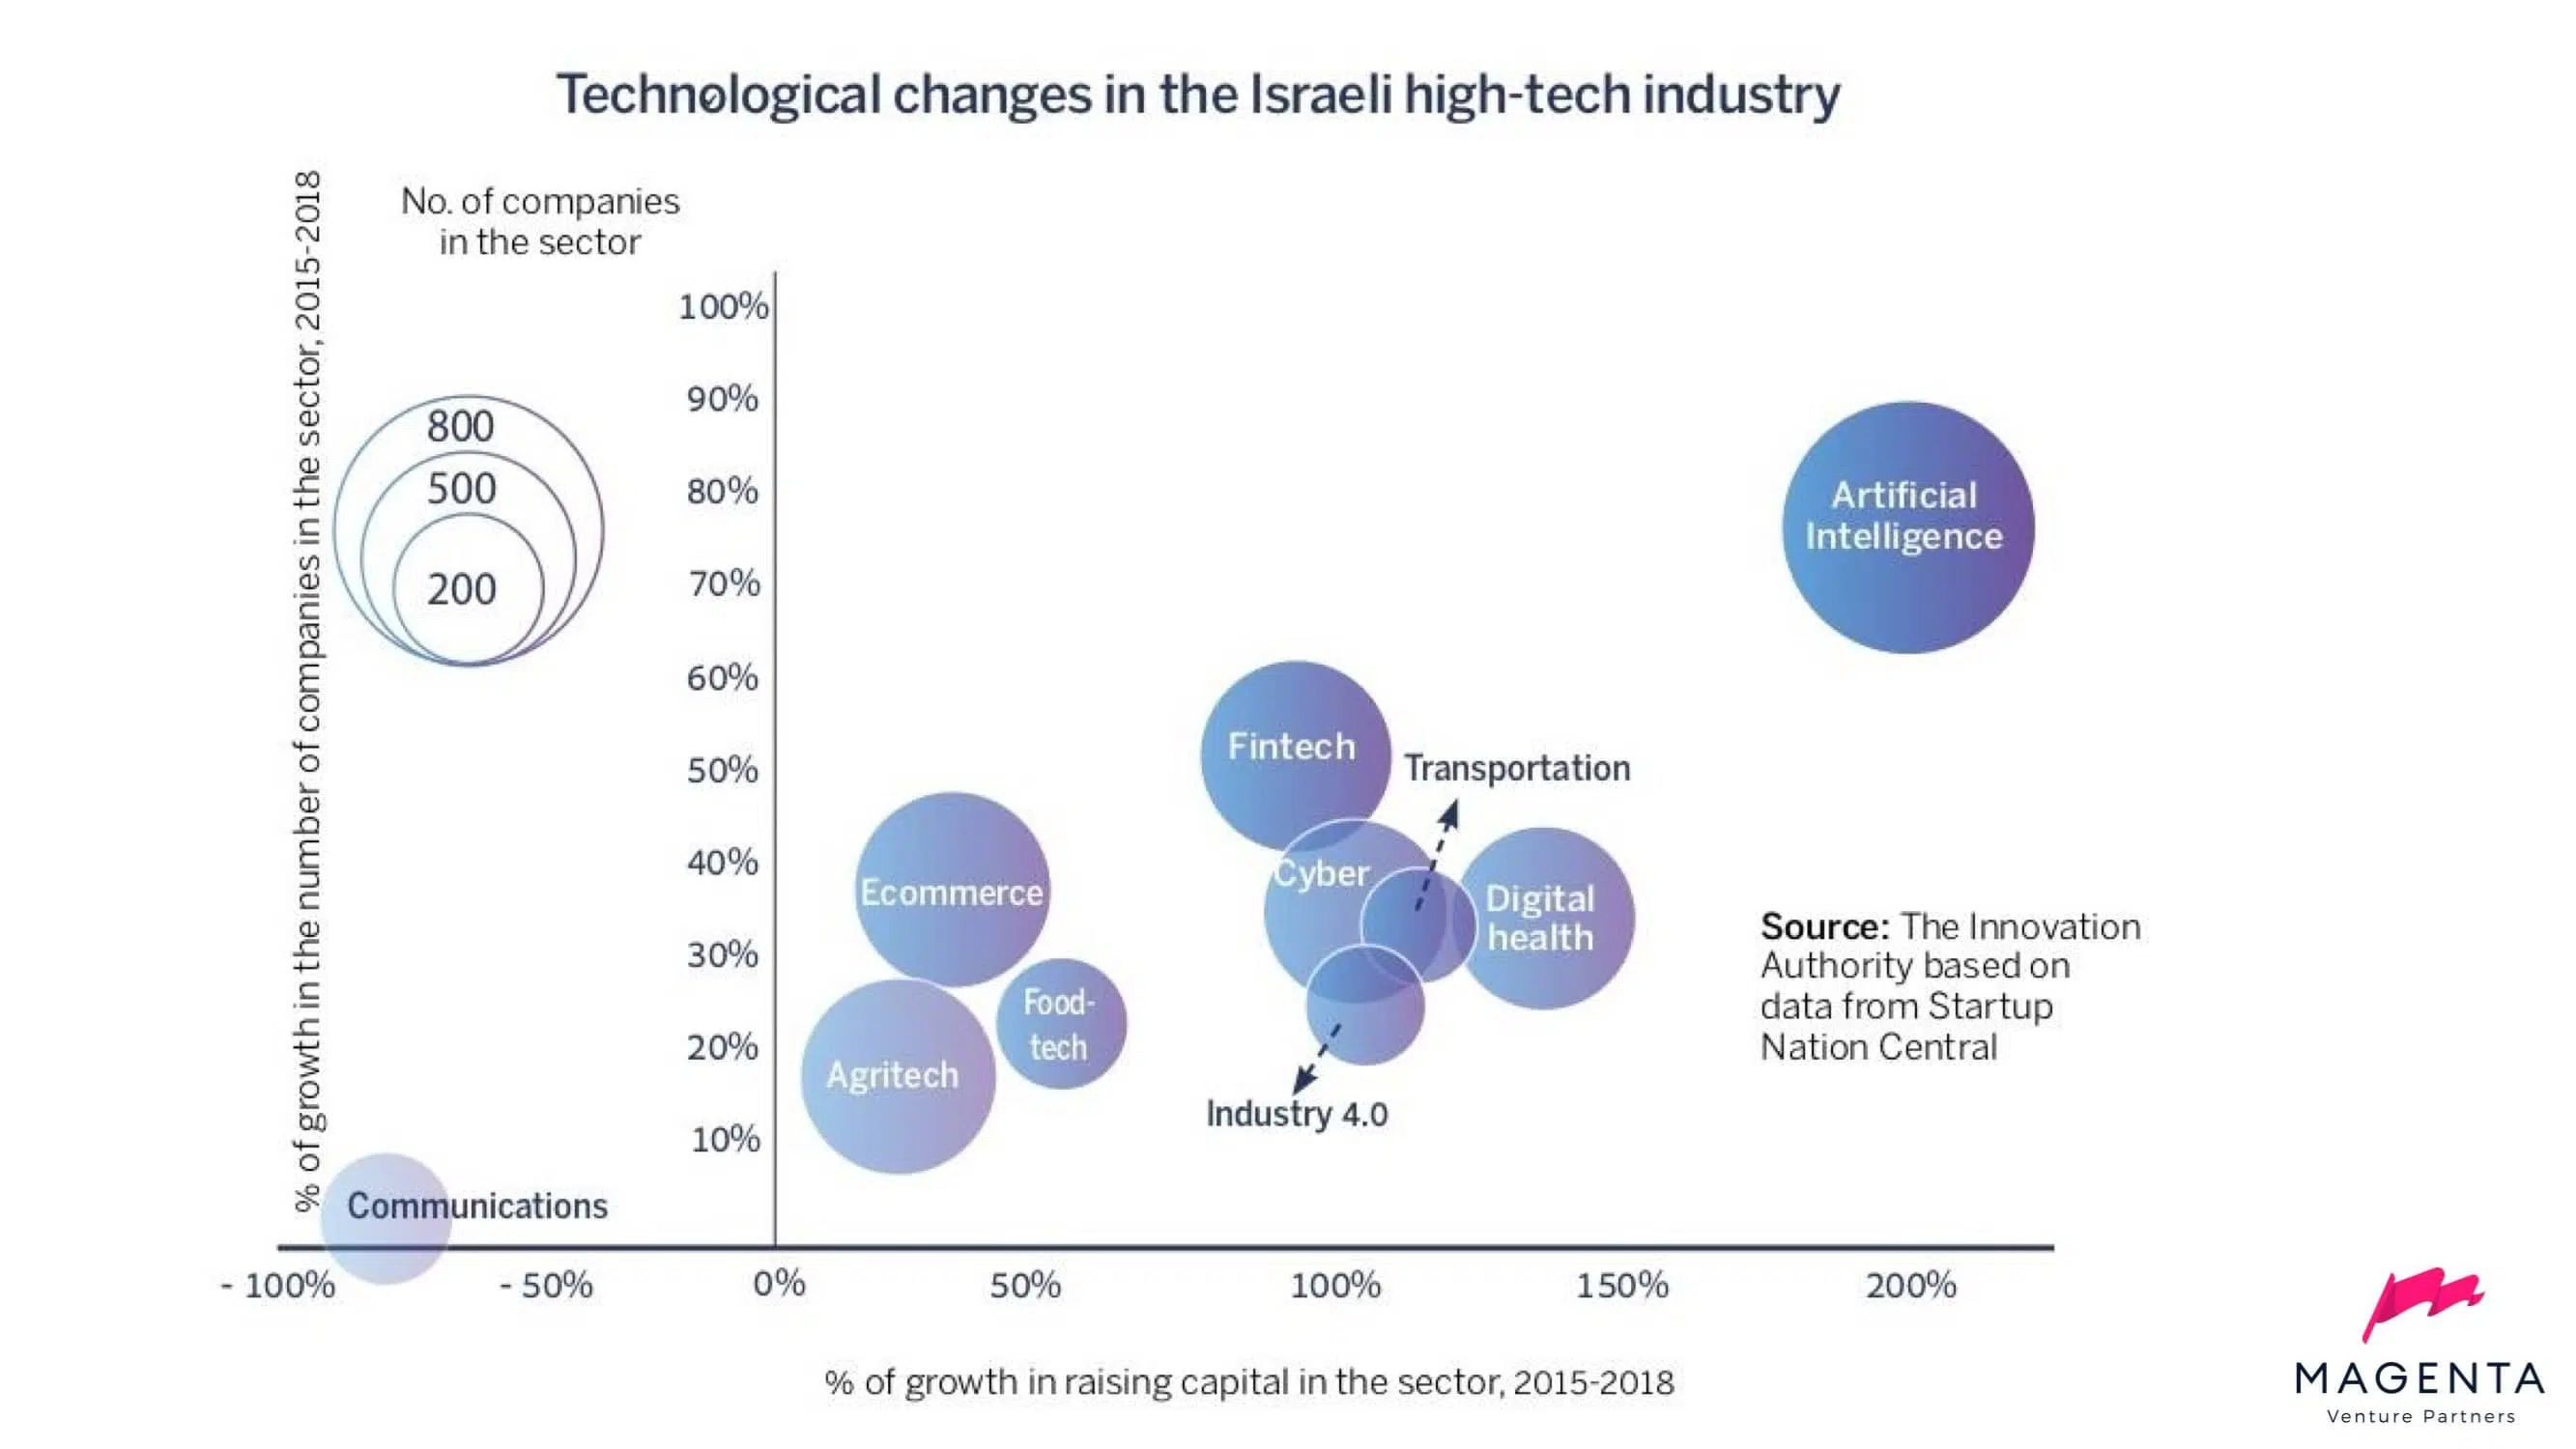 Technological changes in the Israeli high-tech industry
% of growth in the number of companies in the sector, 2015-2018
No. of companies
in the sector
800
500
200
100%
90%
80%
70%
60%
50%
40%
30%
20%
10%
Artificial
Intelligence
Fintech
Transportation
Cyber
Digital
health
Ecommerce
Food-
tech
Agritech
Industry 4.0
Communications
Source: The Innovation
Authority based on
data from Startup
Nation Central
- 100%
- 50%
0%
50%
100%
150%
200%
% of growth in raising capital in the sector, 2015-2018
MAGENTA
Venture Partners